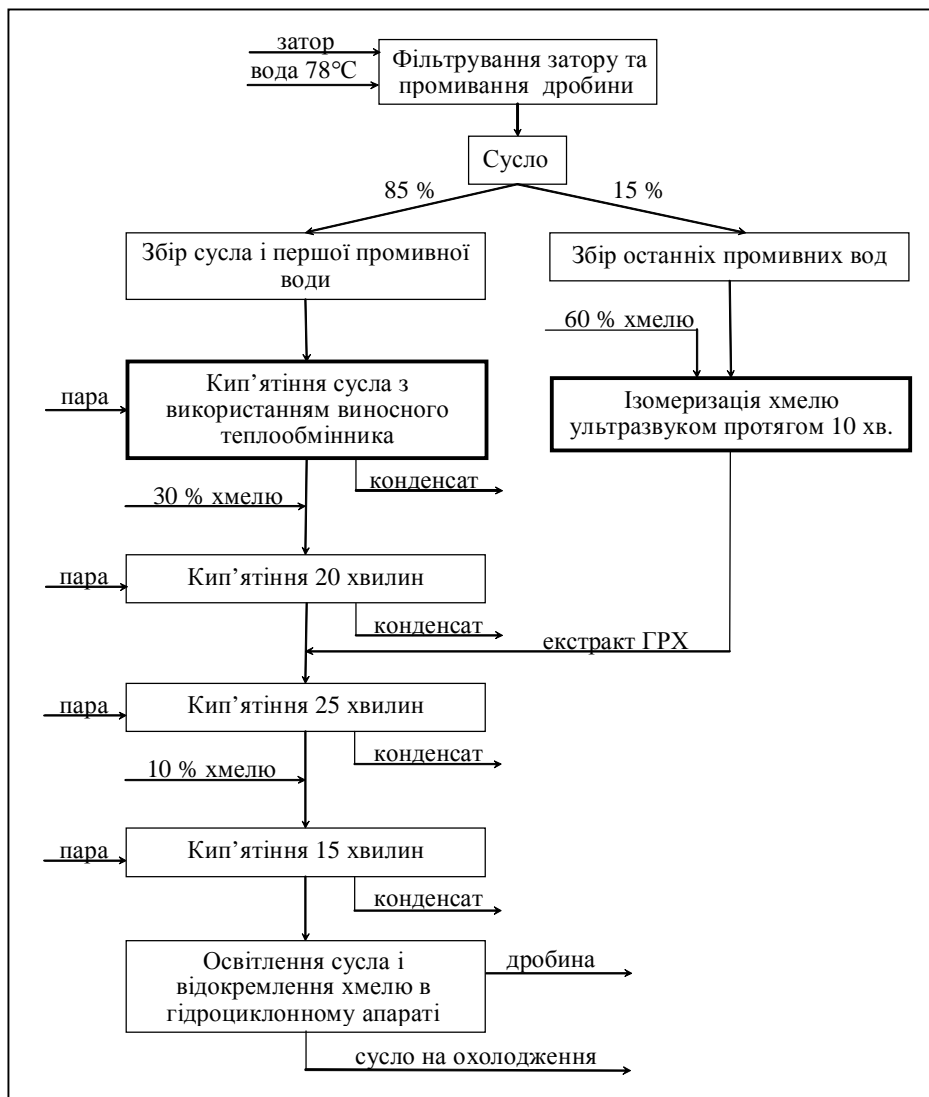 затор
вода 78°С
Фільтрування затору та
промивання дробини
Сусло
85 %
15 %
Збір сусла і першої промивної
води
Збір останніх промивних вод
60 % хмелю
пара
Кип’ятіння сусла з
використанням виносного
теплообмінника
Ізомеризація хмелю
ультразвуком протягом 10 хв.
конденсат
30 % хмелю
пара
Кип’ятіння 20 хвилин
конденсат
екстракт ГРХ
пара
Кип’ятіння 25 хвилин
конденсат
10 % хмелю
пара
Кип’ятіння 15 хвилин
конденсат
Освітлення сусла і
відокремлення хмелю в
гідроциклонному апараті
дробина
сусло на охолодження